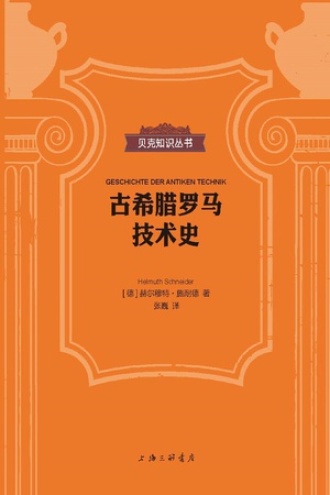 贝克知识丛书
GESCHICHTE DER ANTIKEN TECHNIK
古希腊罗马
技术史
Helmuth Schneider
［德］赫尔穆特·施耐德 著
张巍 译
上海三联书店